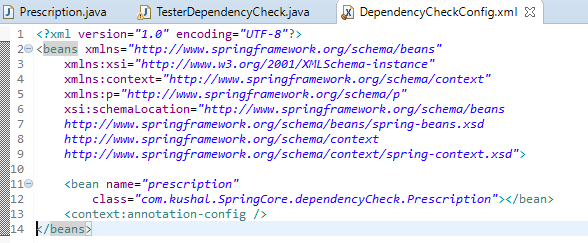 Prescription.java TesterDependencyCheck.java DependencyCheckConfig.xml
1 <?xml version="1.0" encoding="UTF-8"?>
2 <beans xmlns="http://www.springframework.org/schema/beans"
3 xmlns:xsi="http://www.w3.org/2001/XMLSchema-instance"
4 xmlns:context="http://www.springframework.org/schema/context"
5 xmlns:p="http://www.springframework.org/schema/p"
6 xsi:schemaLocation="http://www.springframework.org/schema/beans
7 http://www.springframework.org/schema/beans/spring-beans.xsd
8 http://www.springframework.org/schema/context
9 http://www.springframework.org/schema/context/spring-context.xsd">
10
11 <bean name="prescription"
12 class="com.kushal.SpringCore.dependencyCheck.Prescription"></bean>
13 <context:annotation-config />
14 </beans>